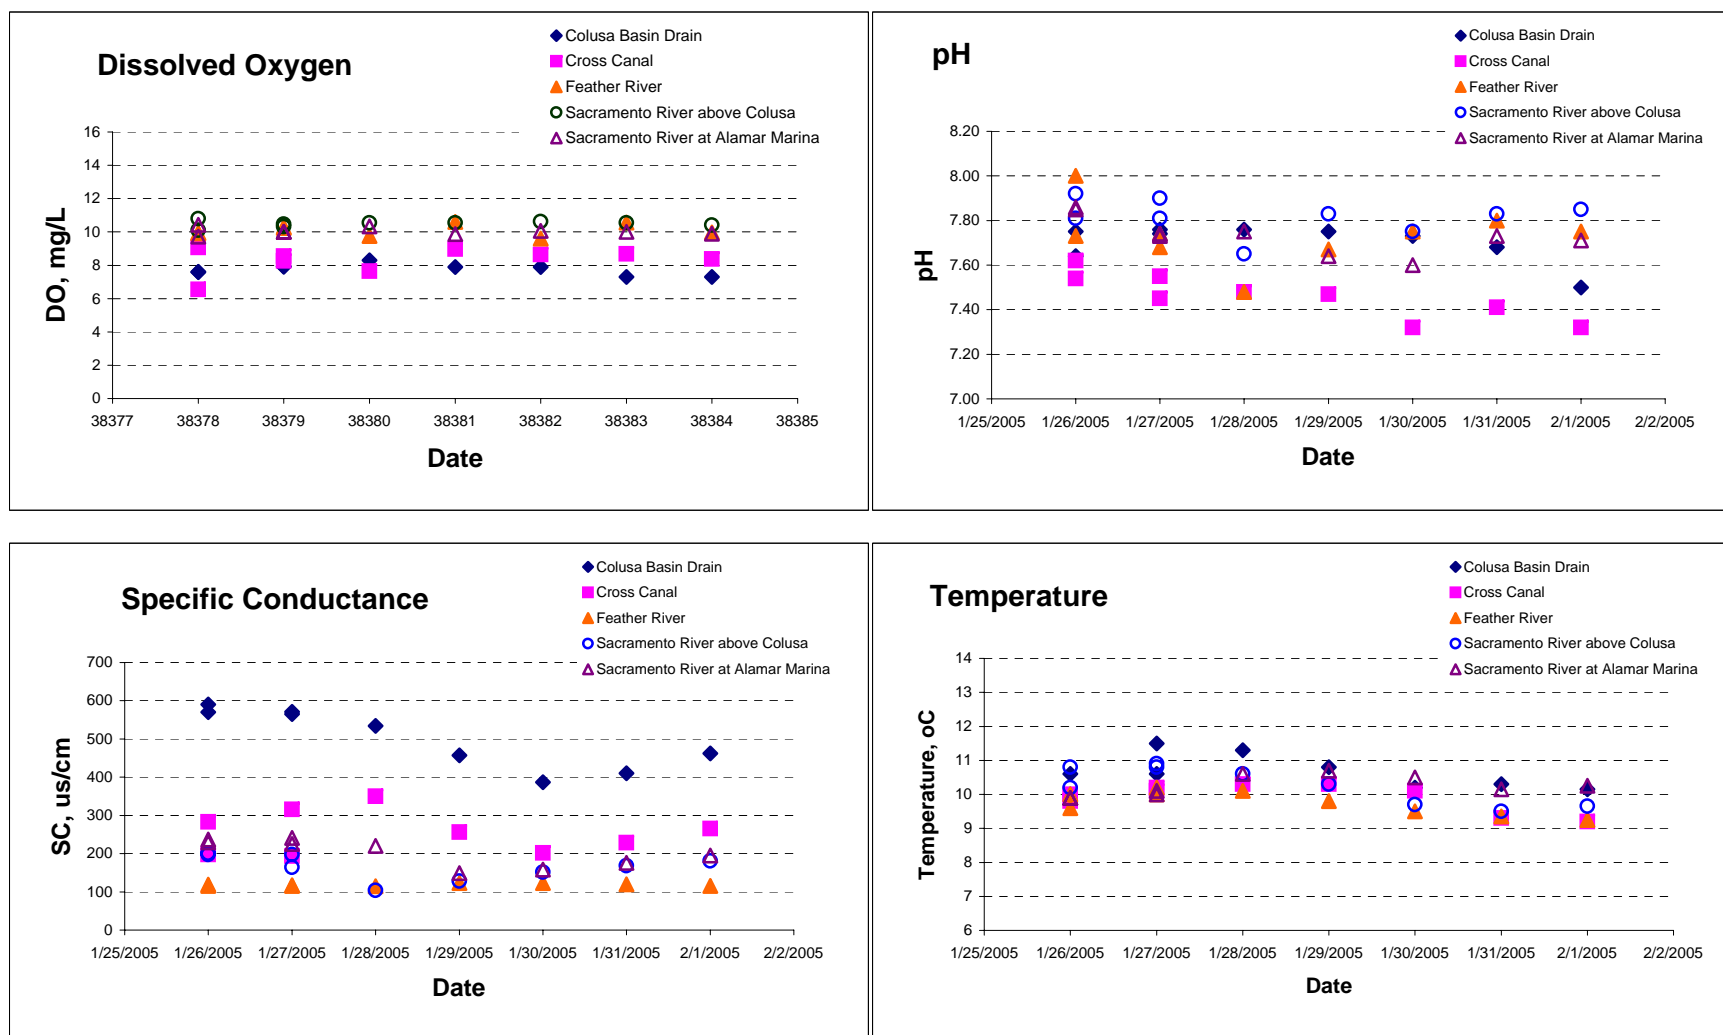 Dissolved Oxygen
Colusa Basin Drain
Cross Canal
Feather River
Sacramento River above Colusa
Sacramento River at Alamar Marina
16
14
12
10
8
6
4
2
0
DO, mg/L
38377 38378 38379 38380 38381 38382 38383 38384 38385
Date
pH
Colusa Basin Drain
Cross Canal
Feather River
Sacramento River above Colusa
Sacramento River at Alamar Marina
8.20
8.00
7.80
7.60
7.40
7.20
7.00
pH
1/25/2005 1/26/2005 1/27/2005 1/28/2005 1/29/2005 1/30/2005 1/31/2005 2/1/2005 2/2/2005
Date
Specific Conductance
Colusa Basin Drain
Cross Canal
Feather River
Sacramento River above Colusa
Sacramento River at Alamar Marina
700
600
500
400
300
200
100
0
SC, us/cm
1/25/2005 1/26/2005 1/27/2005 1/28/2005 1/29/2005 1/30/2005 1/31/2005 2/1/2005 2/2/2005
Date
Temperature
Colusa Basin Drain
Cross Canal
Feather River
Sacramento River above Colusa
Sacramento River at Alamar Marina
14
13
12
11
10
9
8
7
6
Temperature, oC
1/25/2005 1/26/2005 1/27/2005 1/28/2005 1/29/2005 1/30/2005 1/31/2005 2/1/2005 2/2/2005
Date